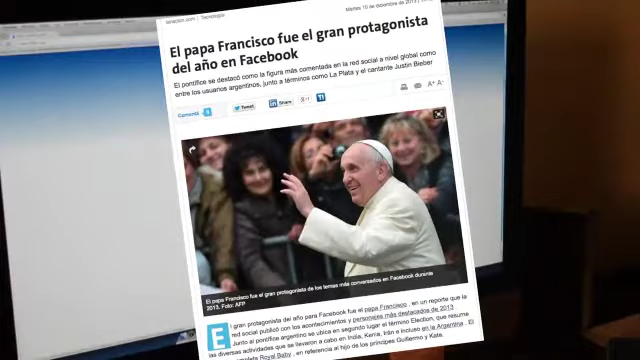 lanacion.com | Tecnología
Martes 10 de diciembre de 2013
El papa Francisco fue el gran protagonista
del año en Facebook
El pontífice se destacó como la figura más comentada en la red social a nivel global como
entre los usuarios argentinos, junto a términos como La Plata y el cantante Justin Bieber
Comentá
Tweet
in Share
A+ A-
El papa Francisco fue el gran protagonista de los temas más conversados en Facebook durante
2013. Foto: AFP
El gran protagonista del año para Facebook fue el papa Francisco , en un reporte que la
red social publicó con los acontecimientos y personajes más destacados de 2013 .
Junto al pontífice argentino se ubica en segundo lugar el término Election, que resume
las diversas actividades que se llevaron a cabo en India, Kenia, Irán e incluso en la Argentina . El
Royal Baby , en referencia al hijo de los príncipes Guillermo y Kate.